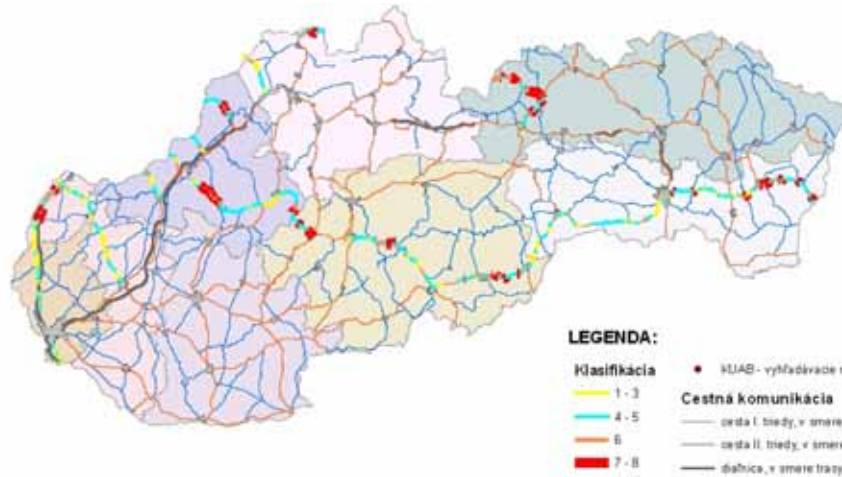 LEGENDA:
Klasifikácia
1 - 3
4 - 5
6
7 - 8
kUAB - vyhľadávacie
Cestná komunikácia
cesta I. triedy, v smere
cesta II. triedy, v smere
diaľnica, v smere trasy